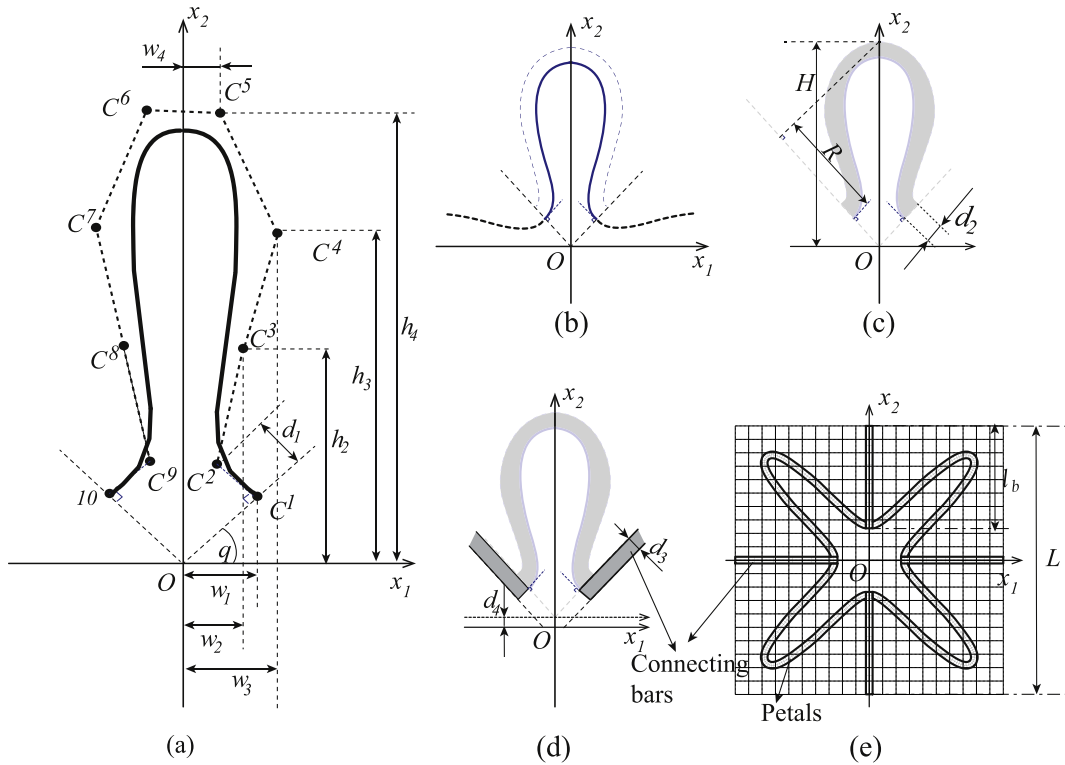 x2
w4
C6
C5
C7
C4
C8
C3
C9
C2
C1
10
d1
q
h2
h3
h4
O
x1
w1
w2
w3
(a)
x2
O
x1
(b)
x2
H
R
d2
O
(c)
x2
d3
d4
O
x1
Connecting
bars
(d)
x2
lb
L
O
x1
Petals
(e)